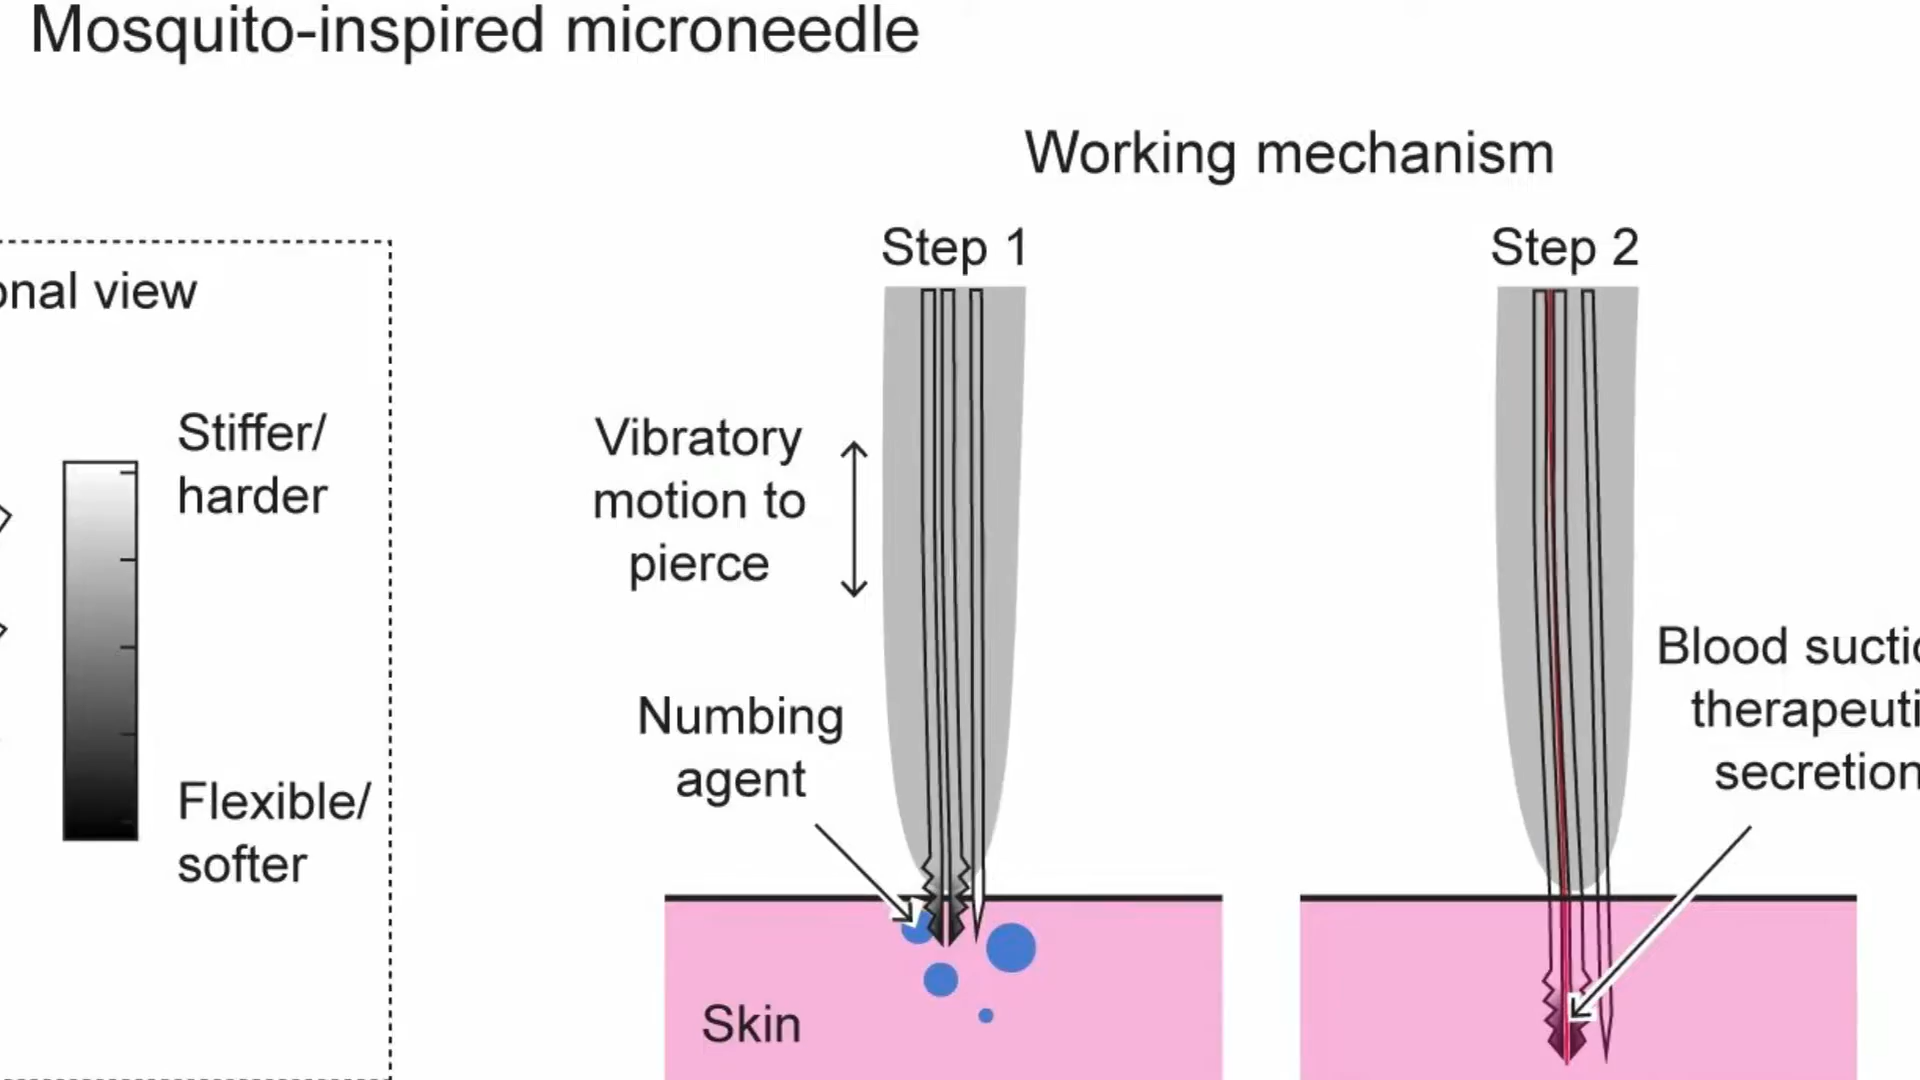 Mosquito-inspired microneedle
Working mechanism
Step 1
Step 2
view
Stiffer/
harder
Flexible/
softer
Vibratory
motion to
pierce
Numbing
agent
Skin
Blood